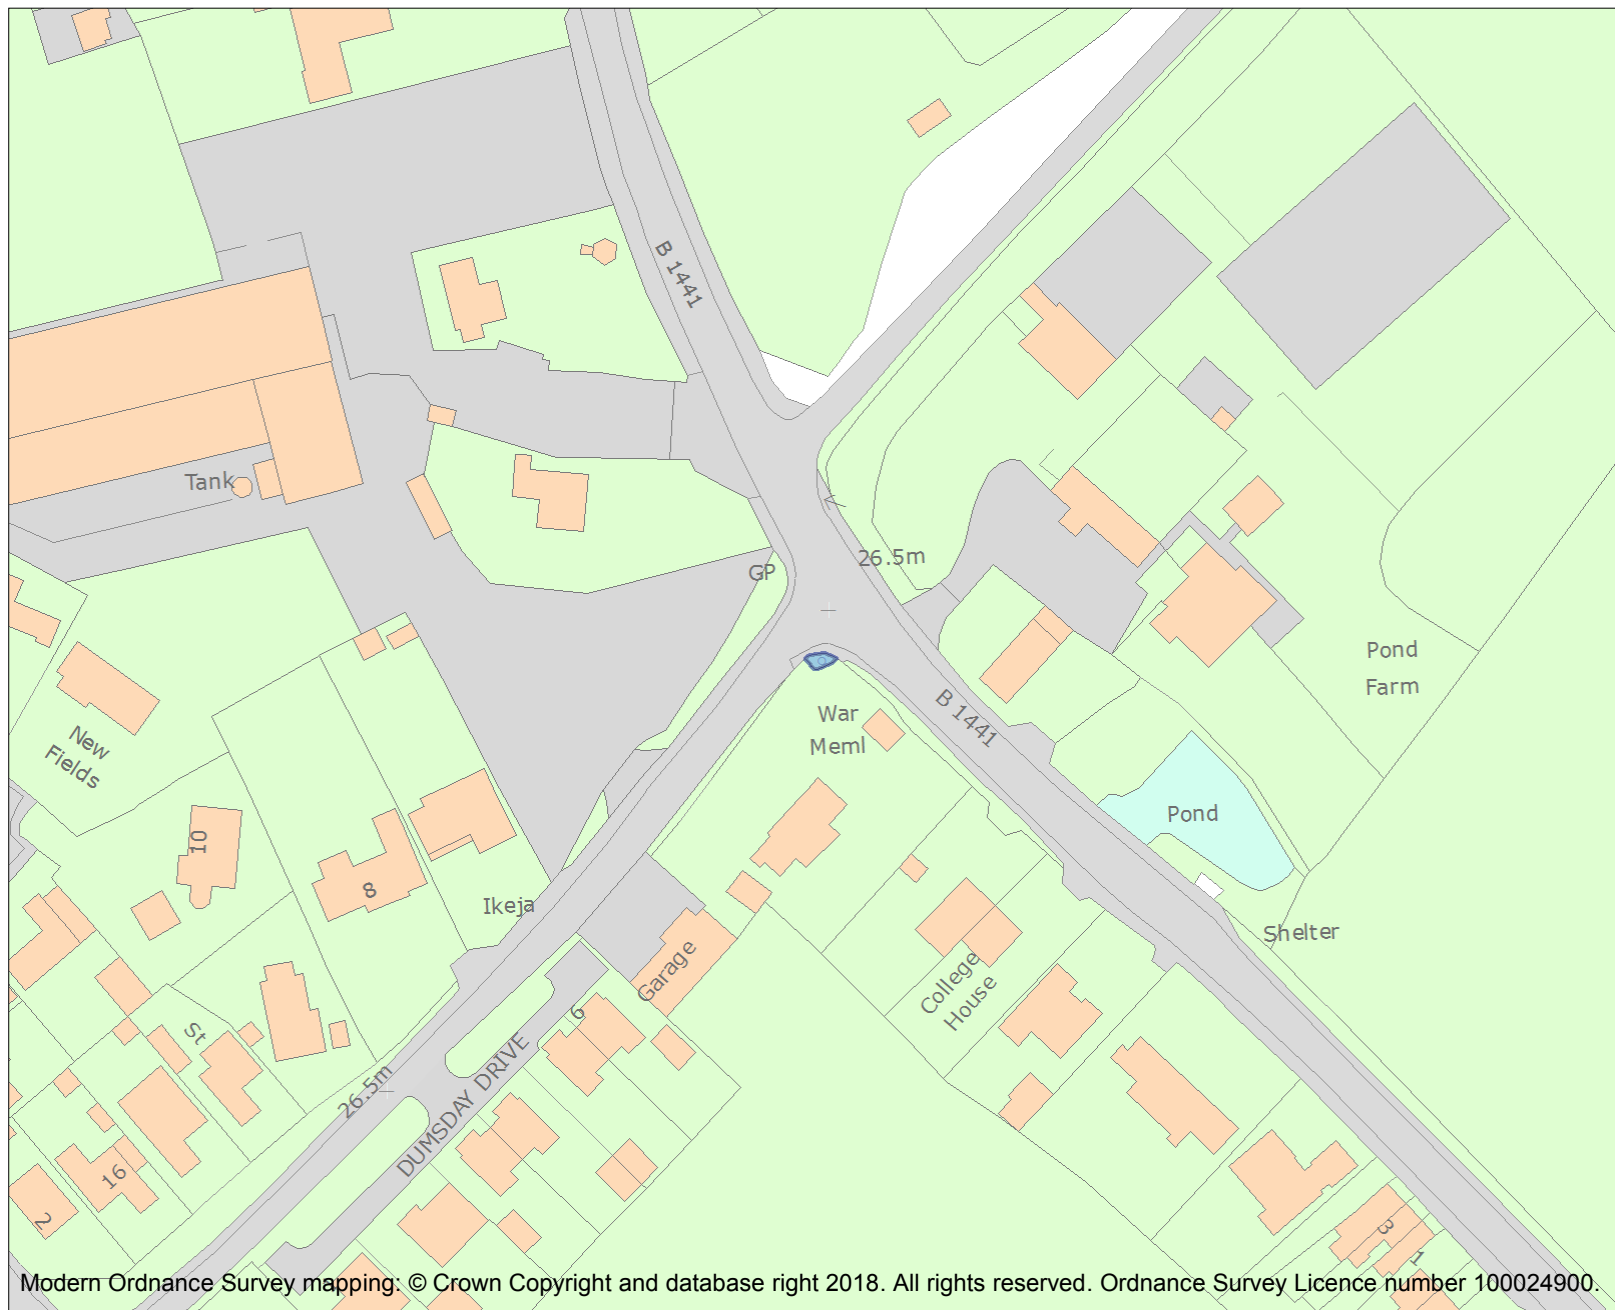 B 1441
Tank
GP
26.5m
Pond
Farm
War
Meml
B 1441
New
Fields
Pond
10
8
Ikeja
Shelter
Garage
College
House
6
St
26.5m
DUMSDAY DRIVE
16
2
3
1
Modern Ordnance Survey mapping: © Crown Copyright and database right 2018. All rights reserved. Ordnance Survey Licence number 100024900.